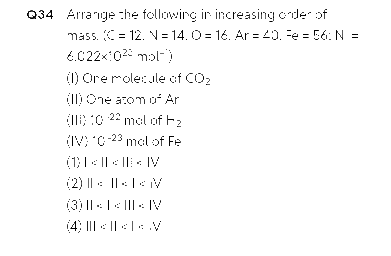 Q34 Arrange the following in increasing order of
mass. (C = 12, N = 14, O = 16, Ar = 40, Fe = 56; N =
6.022×10²³ mol⁻¹)
(I) One molecule of CO₂
(II) One atom of Ar
(III) 10⁻²² mol of H₂
(IV) 10⁻²³ mol of Fe
(1) I < II < III < IV
(2) II < III < I < IV
(3) II < I < III < IV
(4) III < II < I < IV